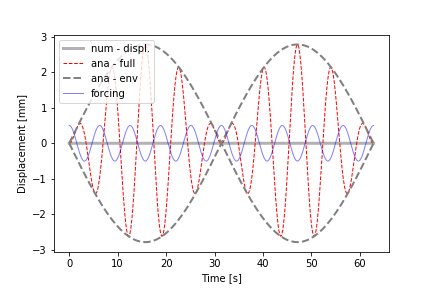 num - displ.
ana - full
ana - env
forcing
Displacement [mm]
3
2
1
0
−1
−2
−3
0 10 20 30 40 50 60
Time [s]